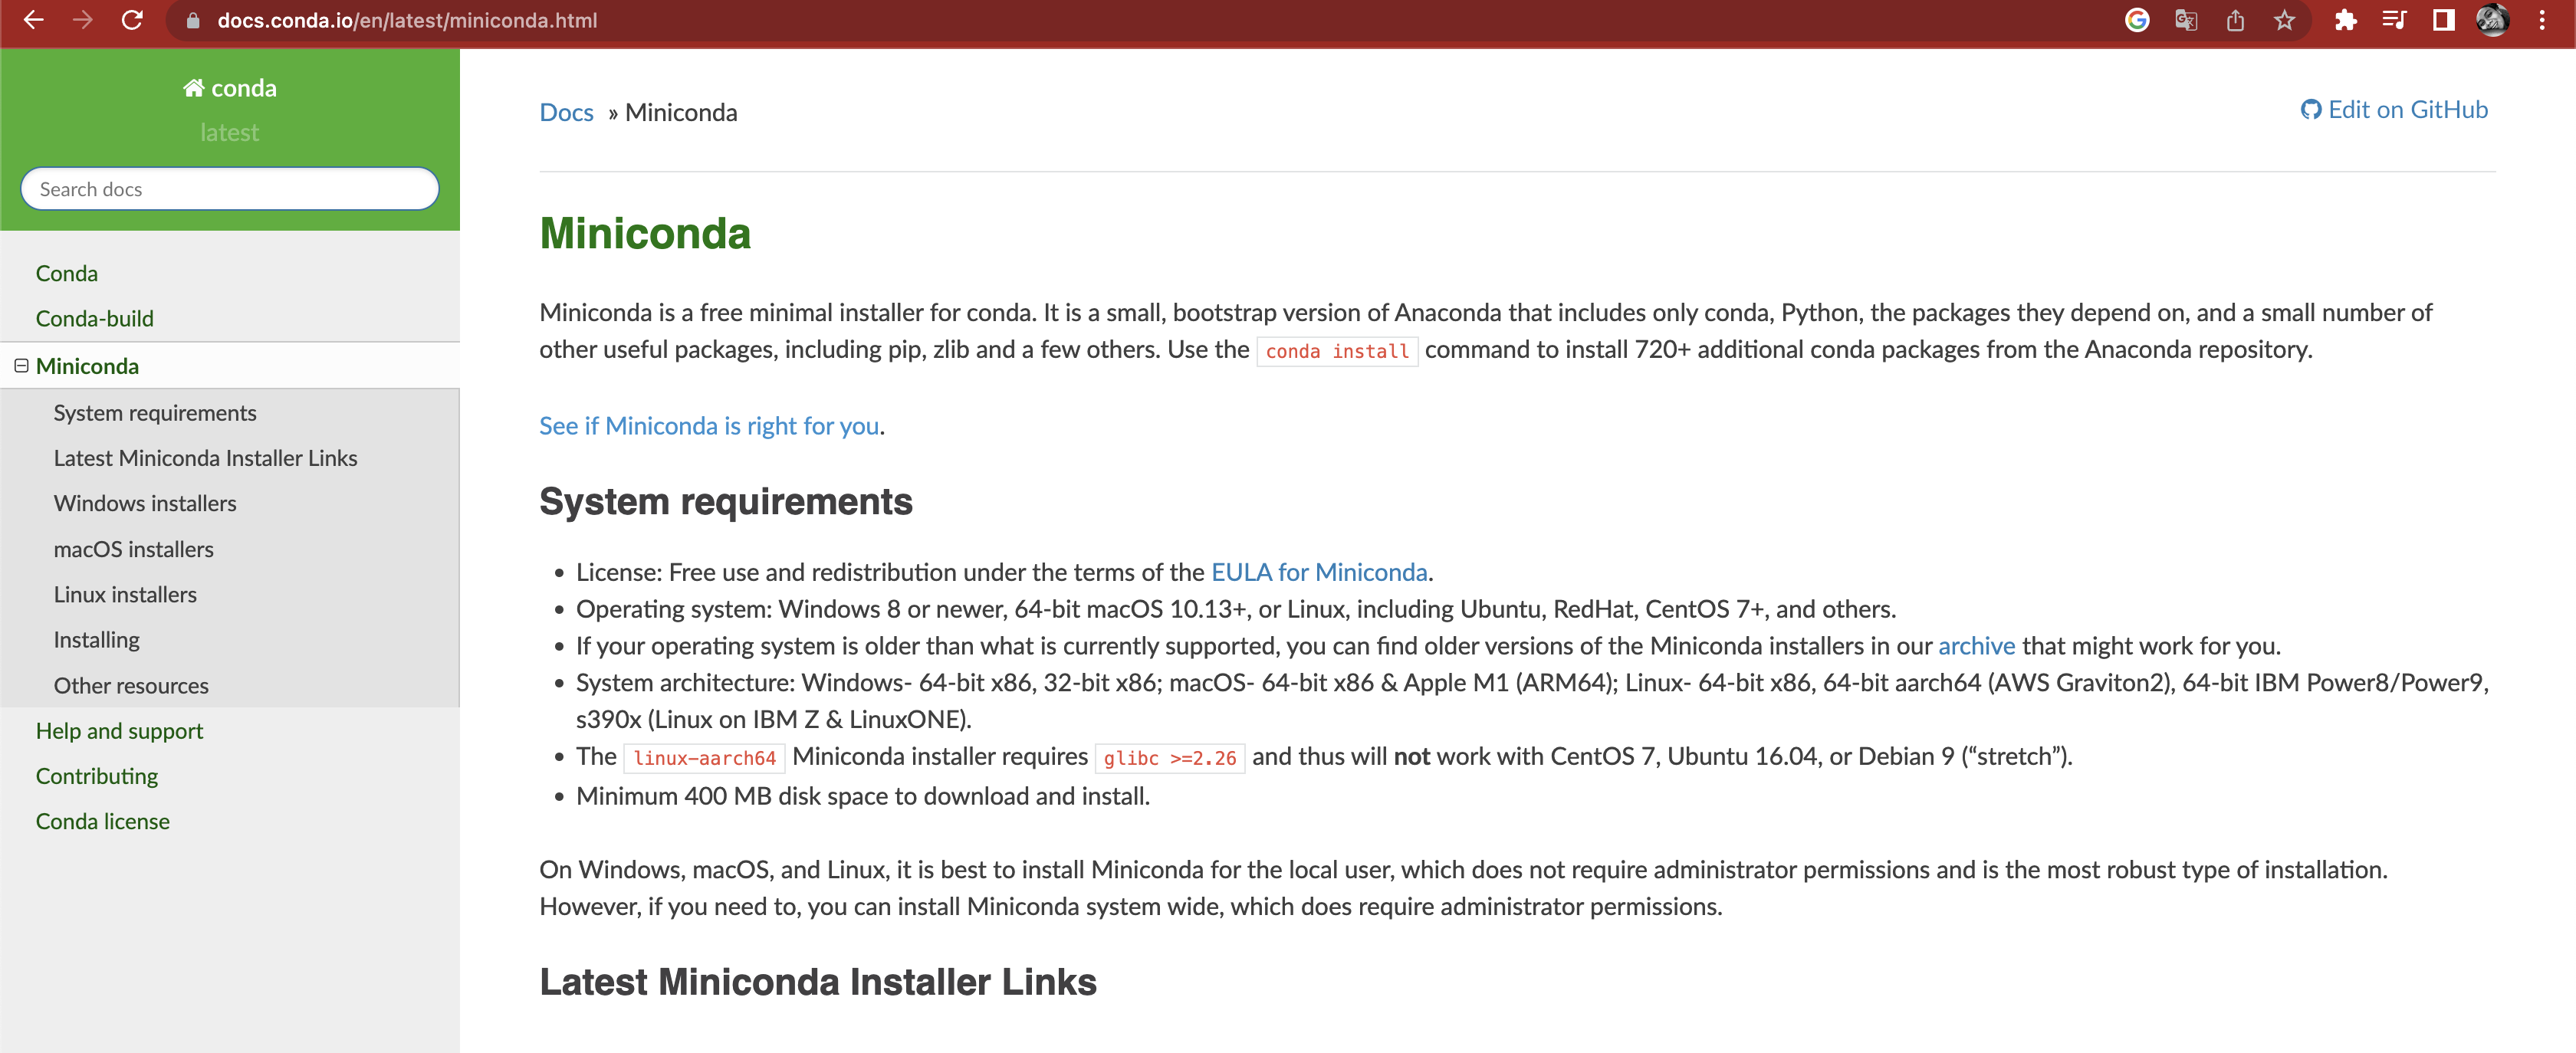 docs.conda.io/en/latest/miniconda.html
conda
latest
Search docs
Conda
Conda-build
Miniconda
System requirements
Latest Miniconda Installer Links
Windows installers
macOS installers
Linux installers
Installing
Other resources
Help and support
Contributing
Conda license
Docs » Miniconda
Edit on GitHub
Miniconda
Miniconda is a free minimal installer for conda. It is a small, bootstrap version of Anaconda that includes only conda, Python, the packages they depend on, and a small number of
other useful packages, including pip, zlib and a few others. Use the conda install command to install 720+ additional conda packages from the Anaconda repository.
See if Miniconda is right for you.
System requirements
• License: Free use and redistribution under the terms of the EULA for Miniconda.
• Operating system: Windows 8 or newer, 64-bit macOS 10.13+, or Linux, including Ubuntu, RedHat, CentOS 7+, and others.
• If your operating system is older than what is currently supported, you can find older versions of the Miniconda installers in our archive that might work for you.
• System architecture: Windows- 64-bit x86, 32-bit x86; macOS- 64-bit x86 & Apple M1 (ARM64); Linux- 64-bit x86, 64-bit aarch64 (AWS Graviton2), 64-bit IBM Power8/Power9,
s390x (Linux on IBM Z & LinuxONE).
• The linux-aarch64 Miniconda installer requires glibc >=2.26 and thus will not work with CentOS 7, Ubuntu 16.04, or Debian 9 (“stretch”).
• Minimum 400 MB disk space to download and install.
On Windows, macOS, and Linux, it is best to install Miniconda for the local user, which does not require administrator permissions and is the most robust type of installation.
However, if you need to, you can install Miniconda system wide, which does require administrator permissions.
Latest Miniconda Installer Links